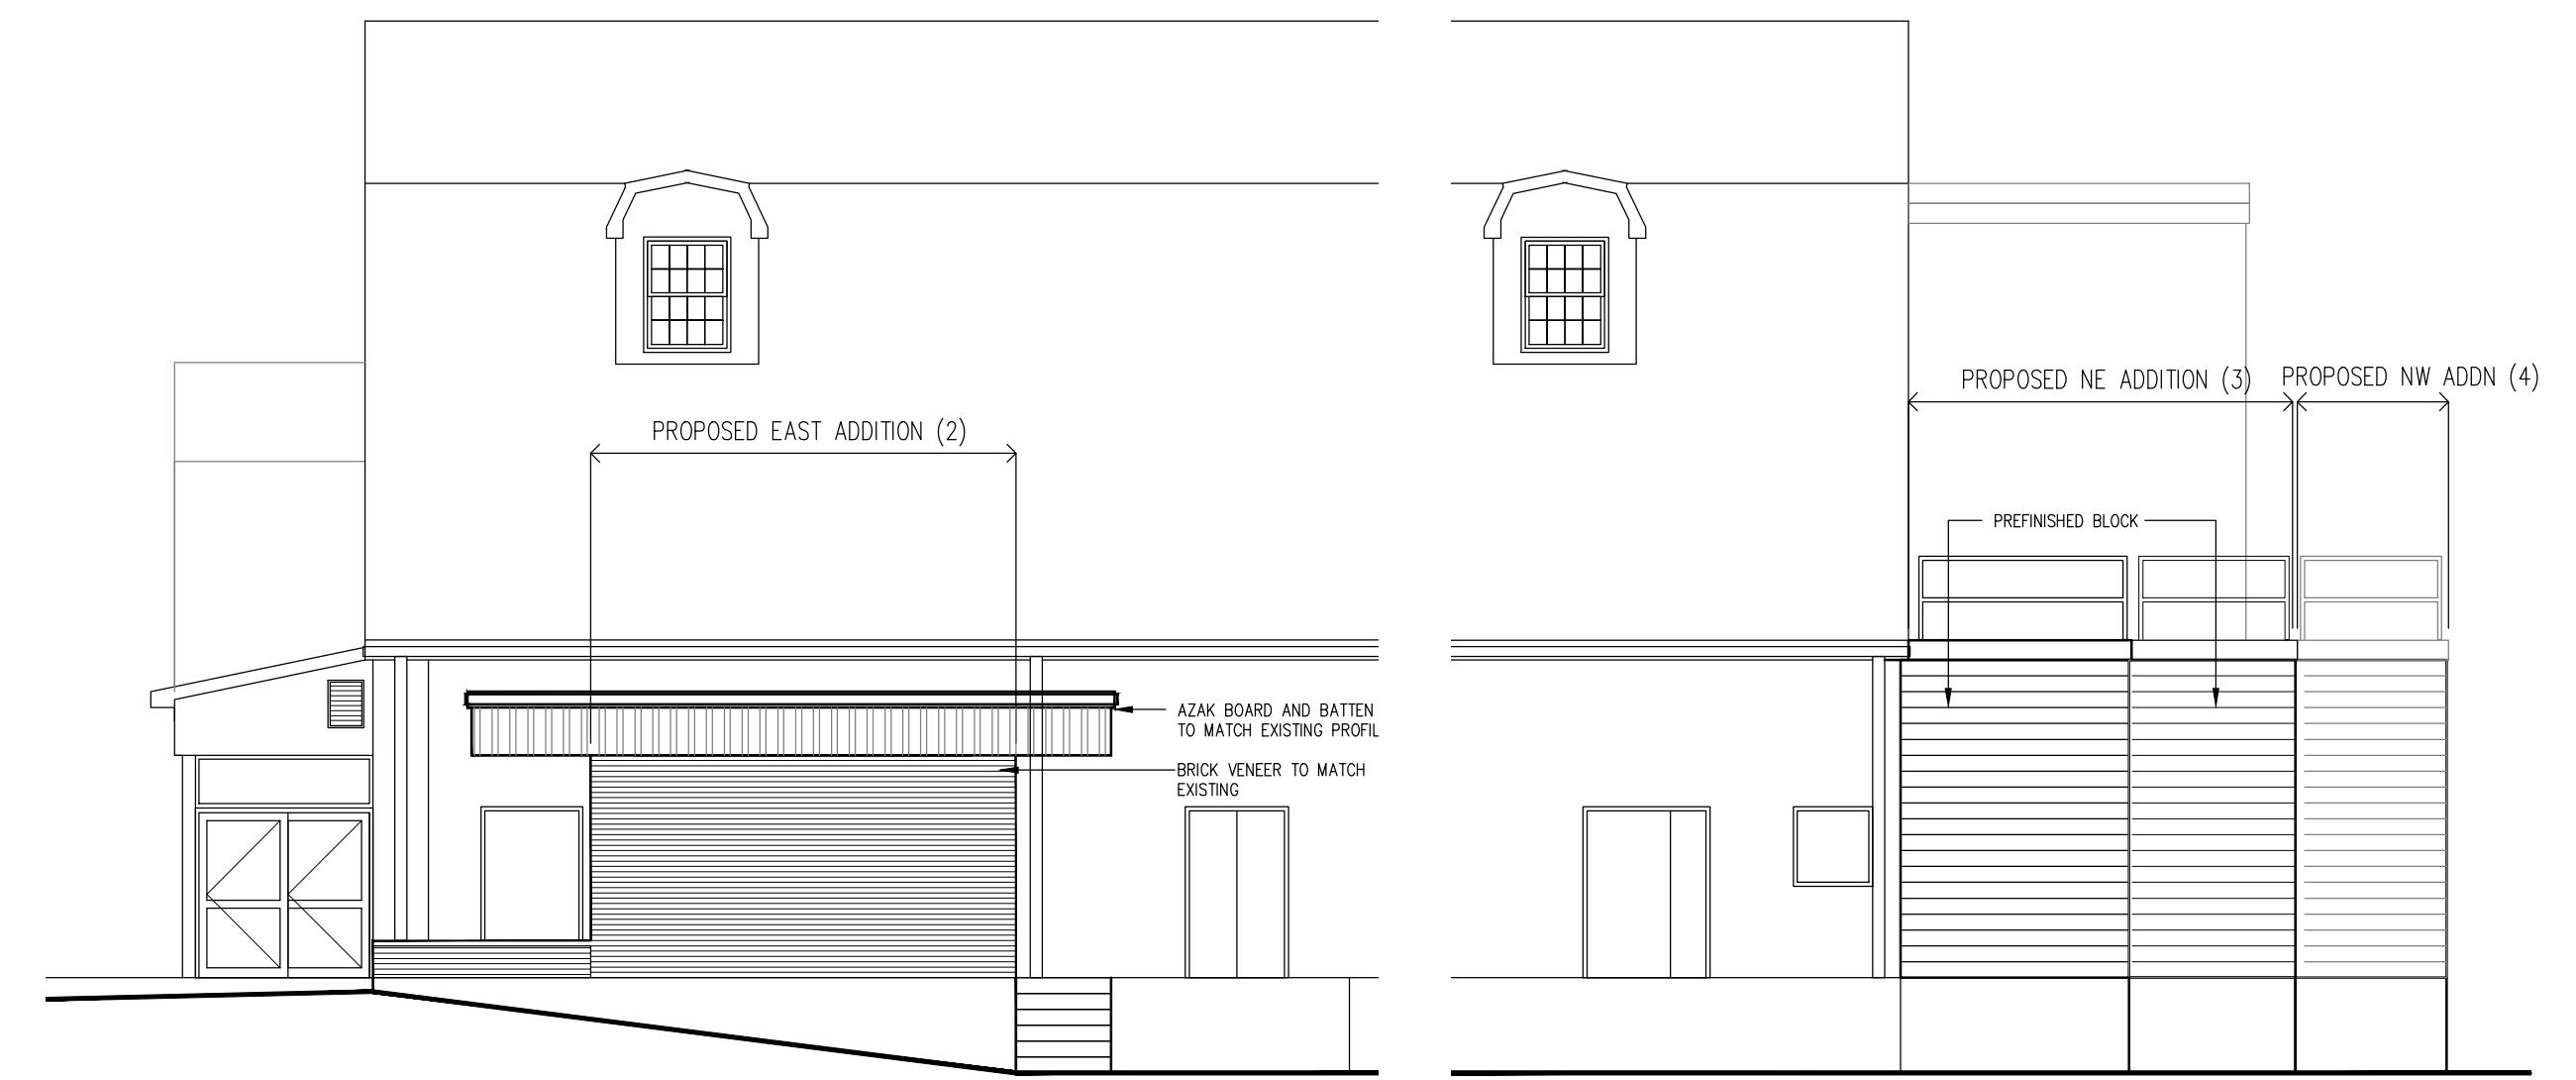 PROPOSED NE ADDITION (3)
PROPOSED NW ADDN (4)
PROPOSED EAST ADDITION (2)
PREFINISHED BLOCK
AZAK BOARD AND BATTEN
TO MATCH EXISTING PROFIL
BRICK VENEER TO MATCH
EXISTING